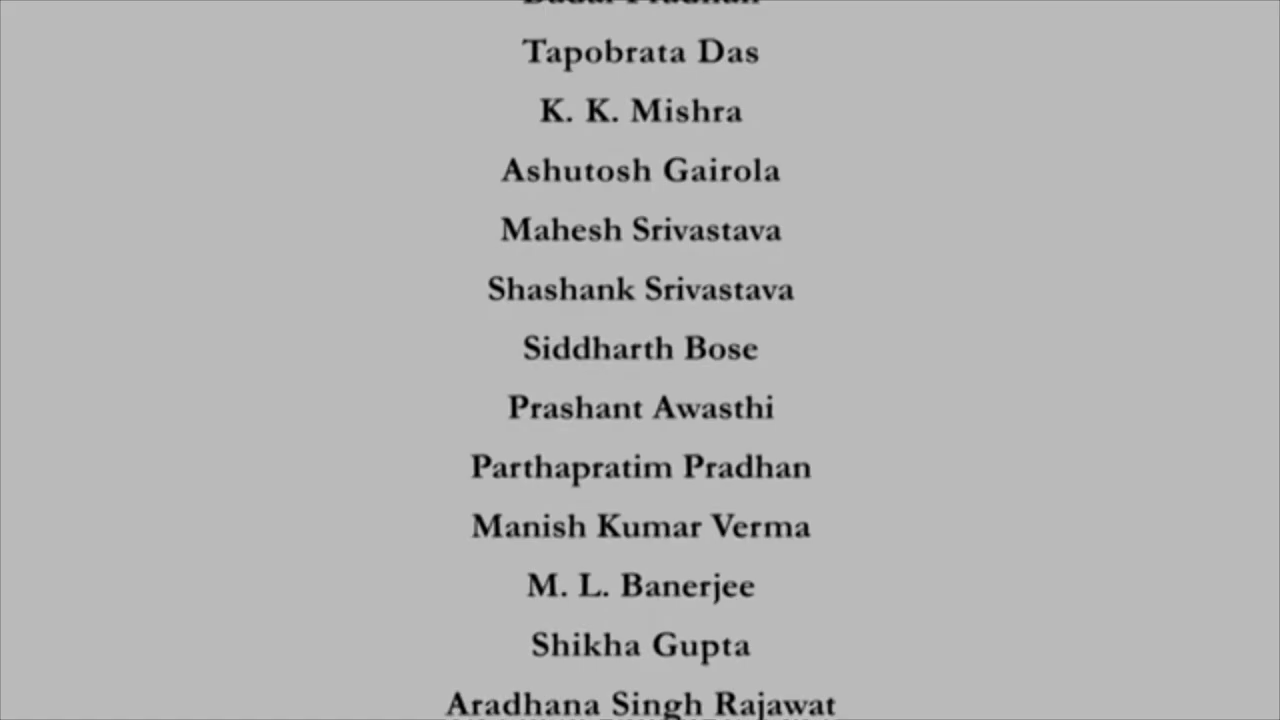 Pradhan
Tapobrata Das
K. K. Mishra
Ashutosh Gairola
Mahesh Srivastava
Shashank Srivastava
Siddharth Bose
Prashant Awasthi
Parthapratim Pradhan
Manish Kumar Verma
M. L. Banerjee
Shikha Gupta
Aradhana Singh Rajawat